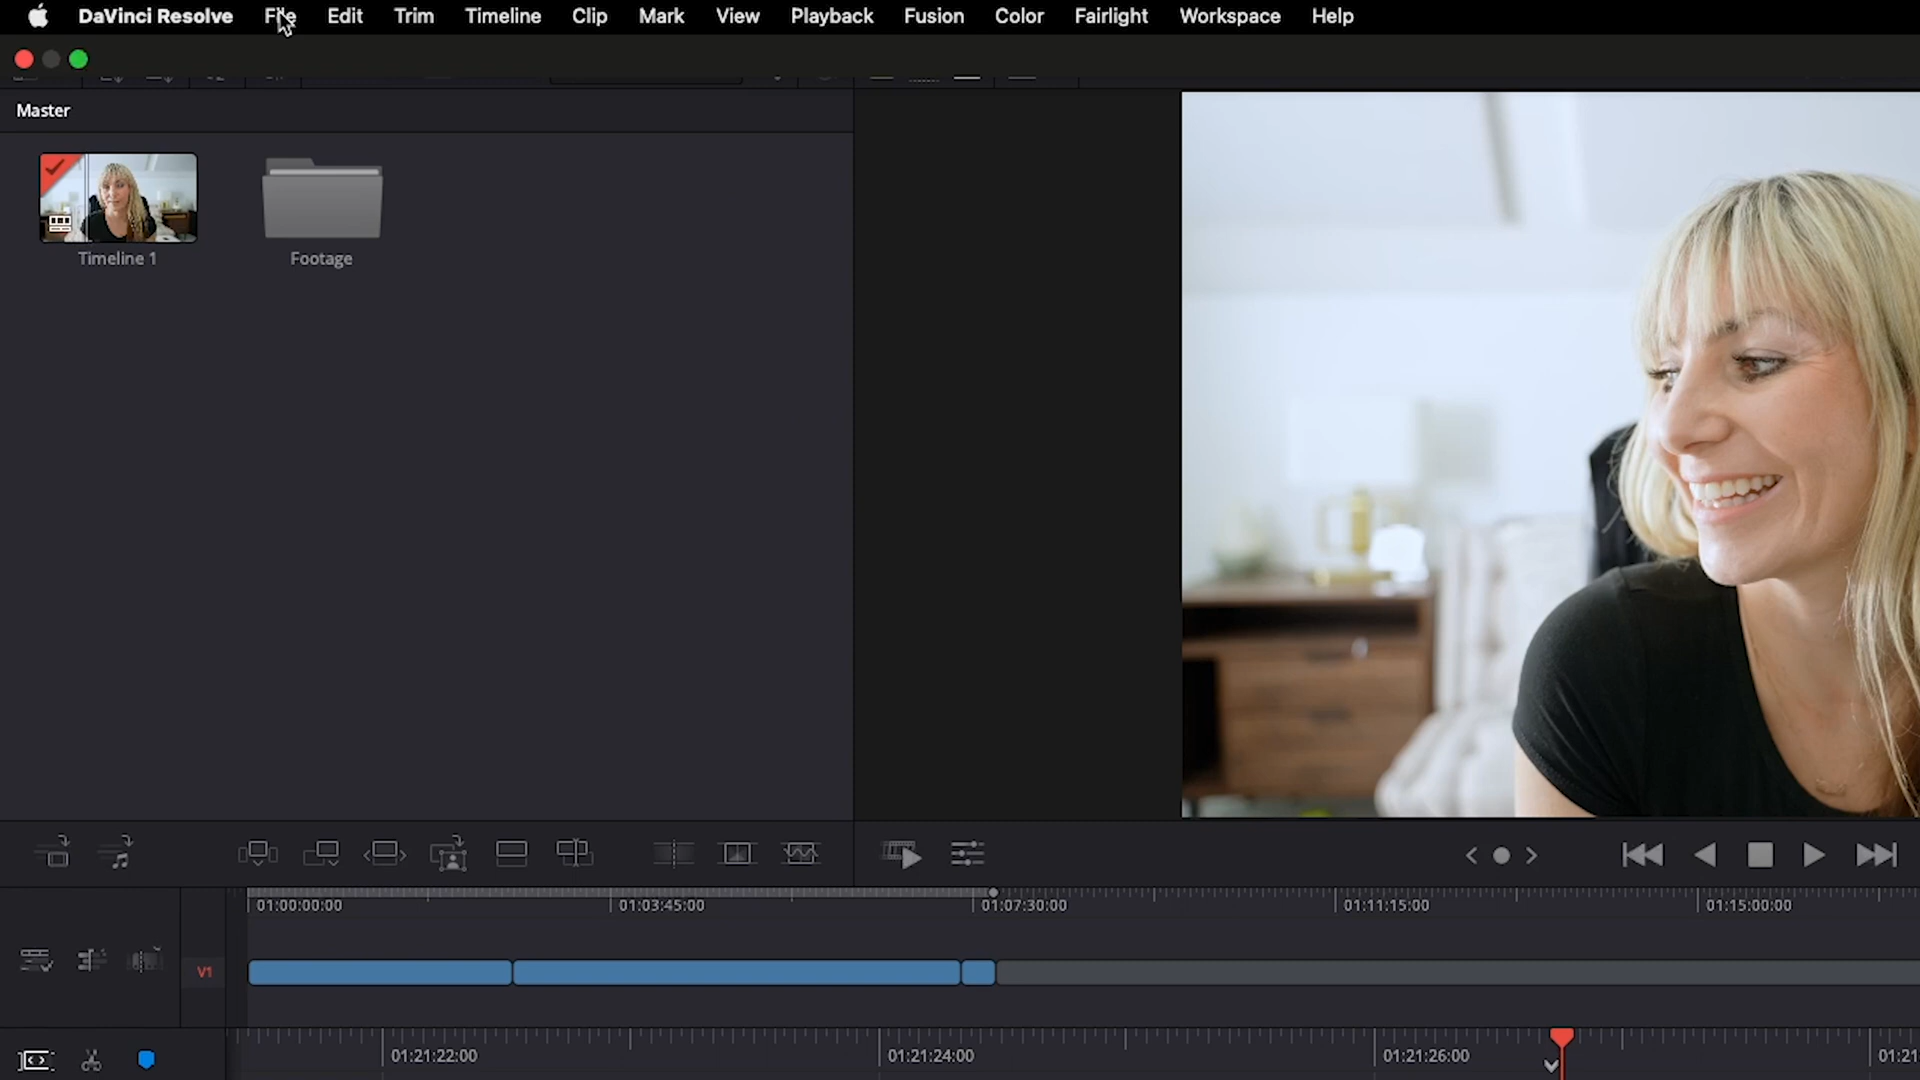 DaVinci Resolve File Edit Trim Timeline Clip Mark View Playback Fusion Color Fairlight Workspace Help
Master
Timeline 1 Footage
01:00:00:00 01:03:45:00 01:07:30:00 01:11:15:00 01:15:00:00
V1
01:21:22:00 01:21:24:00 01:21:26:00 01:21